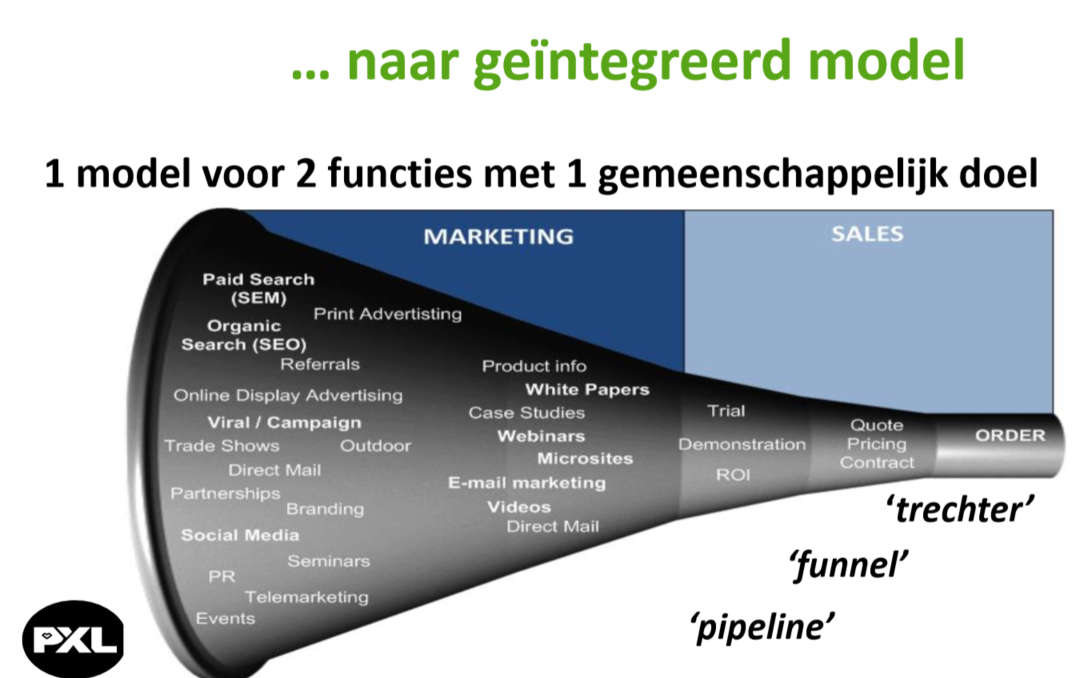 ... naar geïntegreerd model
1 model voor 2 functies met 1 gemeenschappelijk doel
MARKETING
SALES
Paid Search
(SEM)
Print Advertisting
Organic
Search (SEO)
Referrals
Online Display Advertising
Viral / Campaign
Trade Shows
Outdoor
Direct Mail
Partnerships
Branding
Social Media
Seminars
PR
Telemarketing
Events
Product info
White Papers
Case Studies
Webinars
Microsites
E-mail marketing
Videos
Direct Mail
Trial
Demonstration
ROI
Quote
Pricing
Contract
ORDER
‘trechter’
‘funnel’
‘pipeline’
PXL